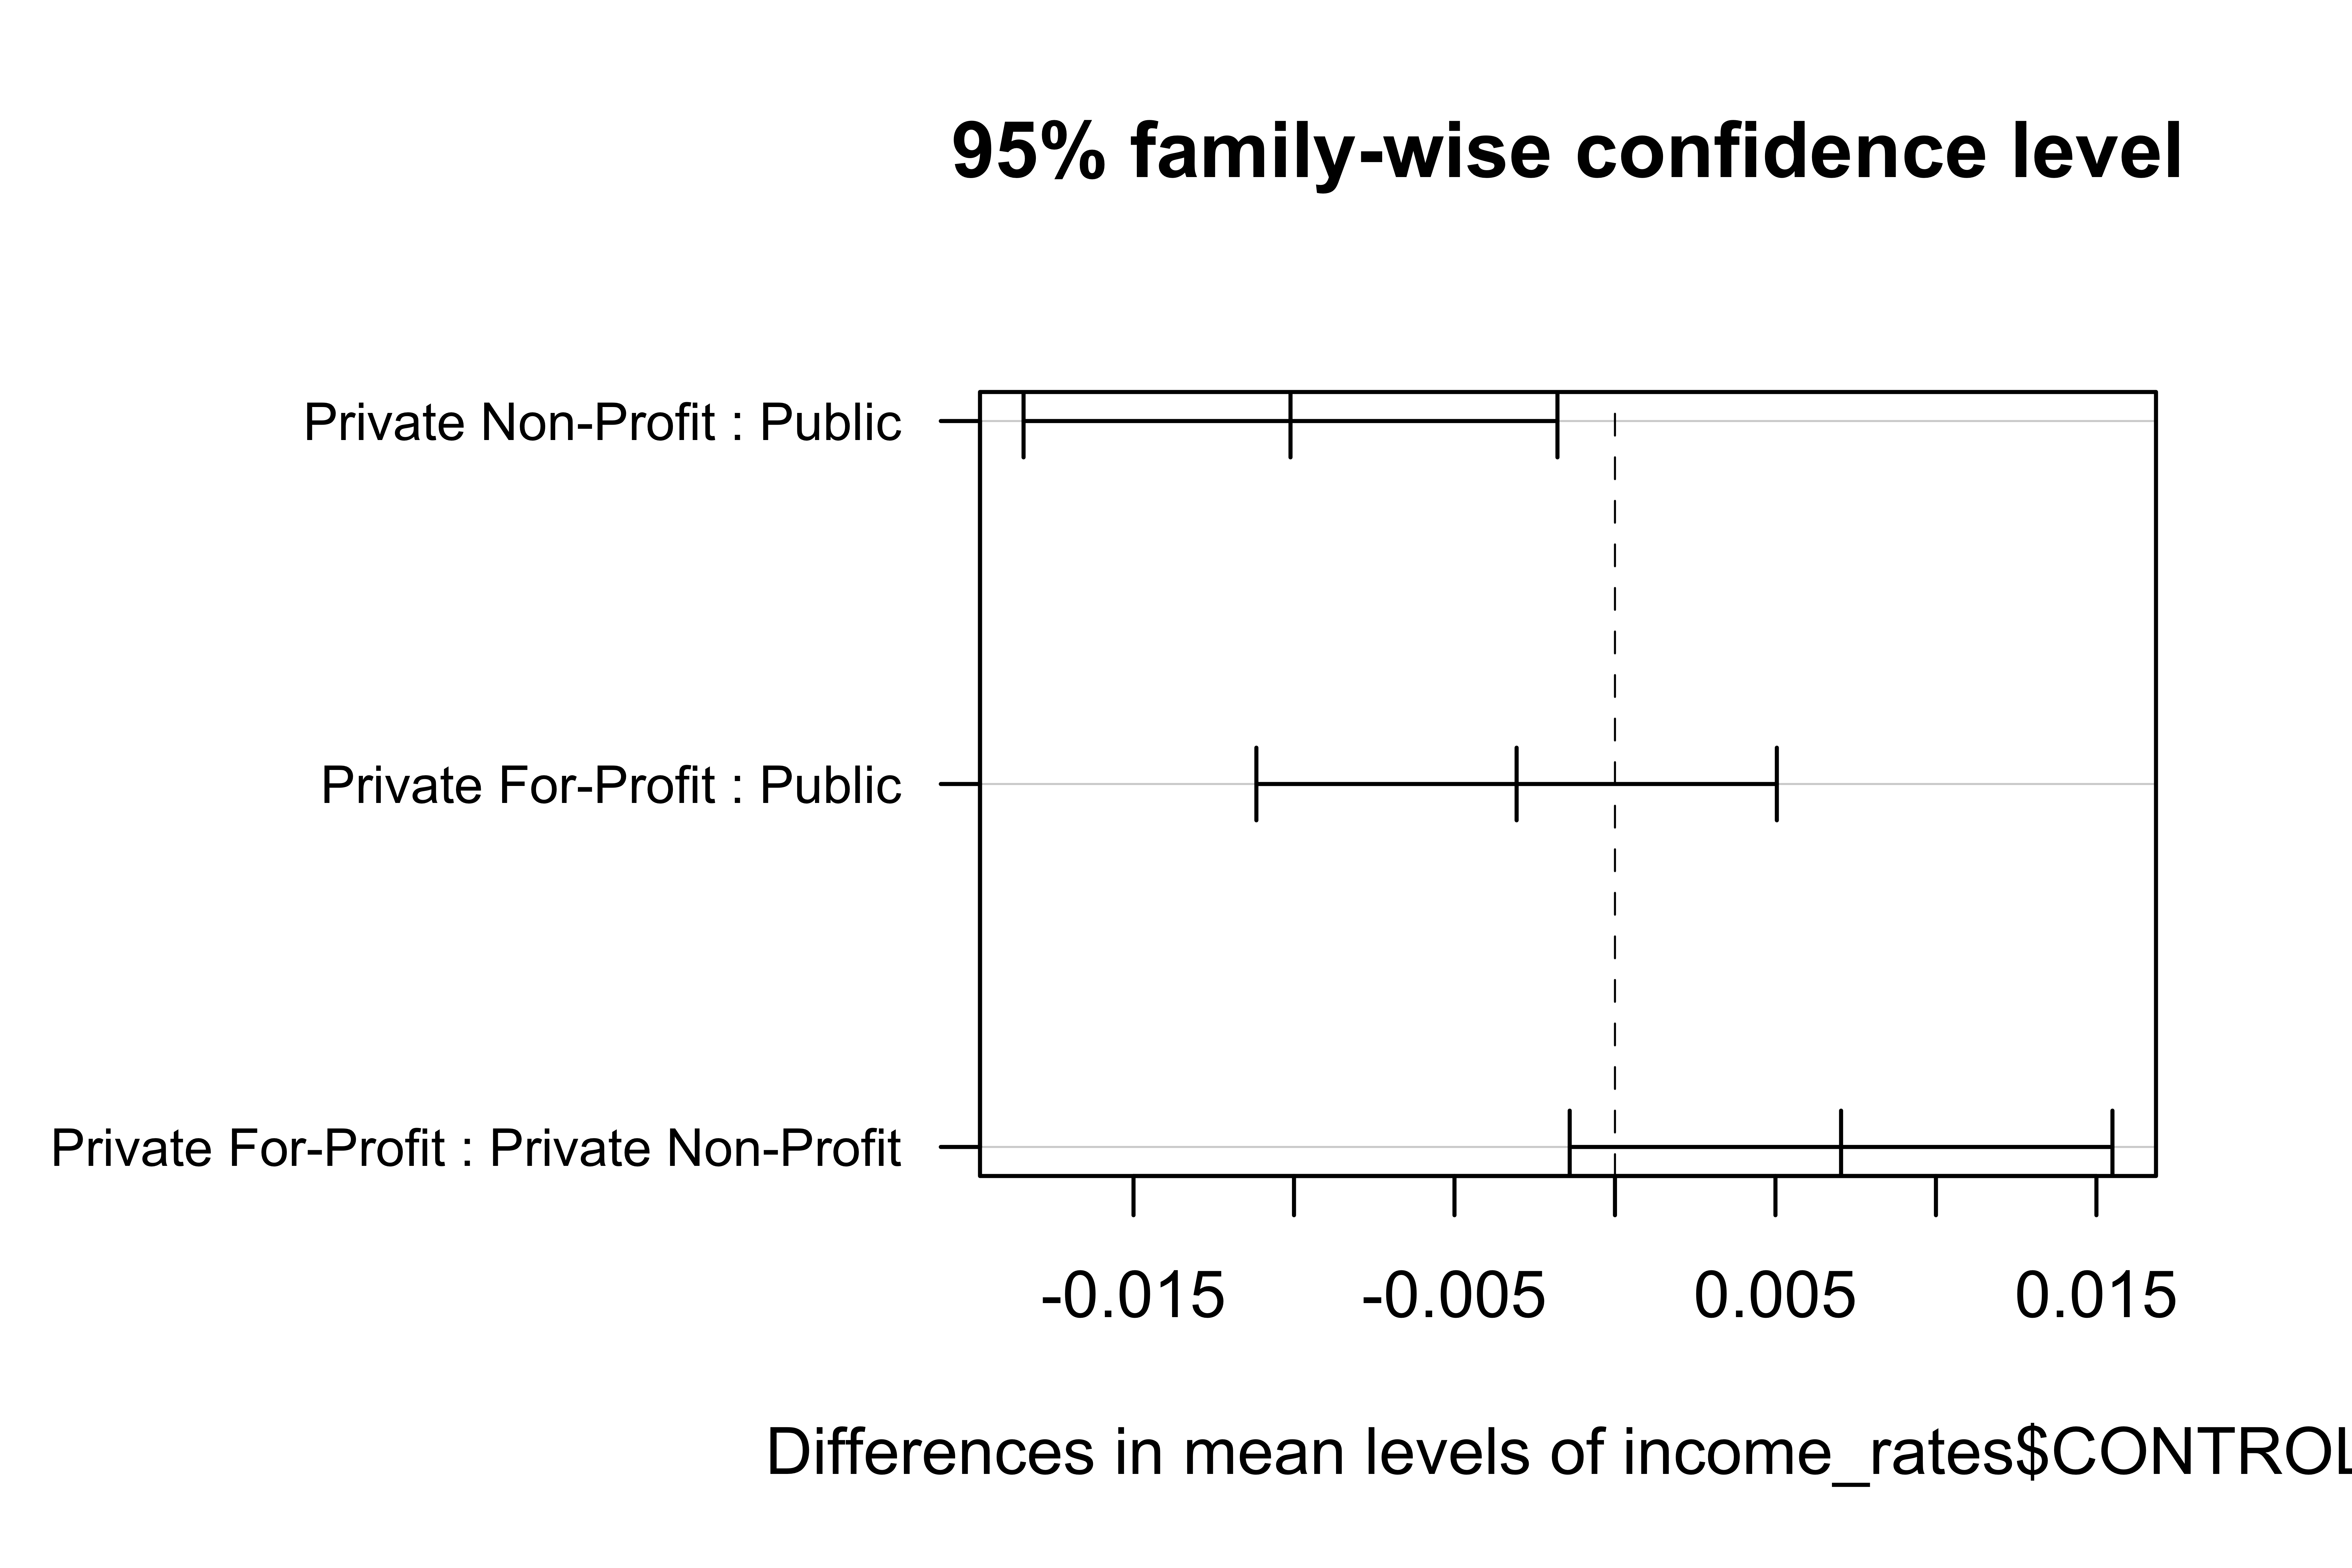 95% family-wise confidence level
Private Non-Profit : Public
Private For-Profit : Public
Private For-Profit : Private Non-Profit
-0.015 -0.005 0.005 0.015
Differences in mean levels of income_rates$CONTROL